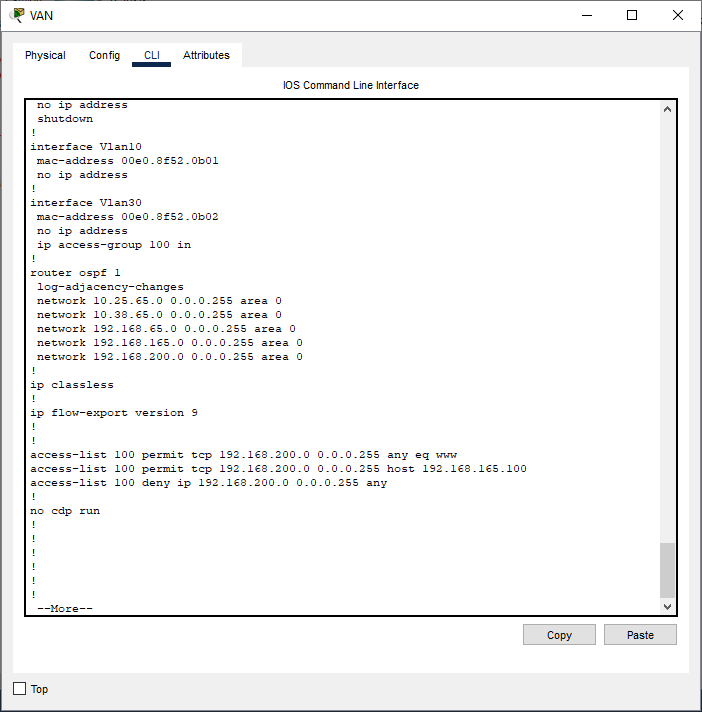 VAN
Physical Config CLI Attributes
IOS Command Line Interface
no ip address
shutdown
!
interface Vlan10
mac-address 00e0.8f52.0b01
no ip address
!
interface Vlan30
mac-address 00e0.8f52.0b02
no ip address
ip access-group 100 in
!
router ospf 1
log-adjacency-changes
network 10.25.65.0 0.0.0.255 area 0
network 10.38.65.0 0.0.0.255 area 0
network 192.168.65.0 0.0.0.255 area 0
network 192.168.165.0 0.0.0.255 area 0
network 192.168.200.0 0.0.0.255 area 0
!
ip classless
!
ip flow-export version 9
!
!
access-list 100 permit tcp 192.168.200.0 0.0.0.255 any eq www
access-list 100 permit tcp 192.168.200.0 0.0.0.255 host 192.168.165.100
access-list 100 deny ip 192.168.200.0 0.0.0.255 any
!
no cdp run
!
!
!
!
!
!
--More--
Copy Paste
Top